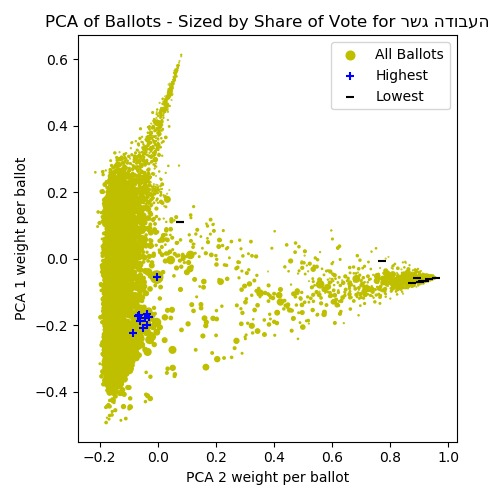 PCA of Ballots - Sized by Share of Vote for העבודה גשר
All Ballots
Highest
Lowest
PCA 1 weight per ballot
0.6
0.4
0.2
0.0
−0.2
−0.4
−0.2 0.0 0.2 0.4 0.6 0.8 1.0
PCA 2 weight per ballot